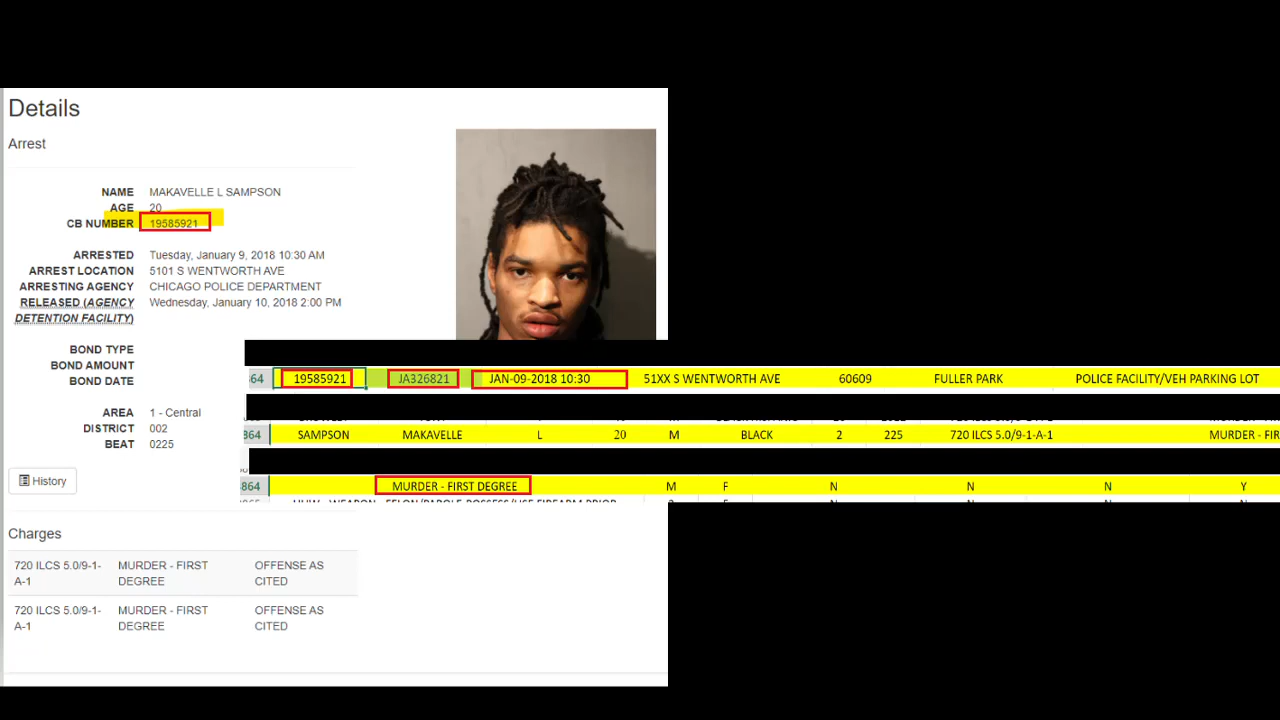 Details
Arrest
NAME MAKAVELLE L SAMPSON
AGE 20
CB NUMBER 19585921
ARRESTED Tuesday, January 9, 2018 10:30 AM
ARREST LOCATION 5101 S WENTWORTH AVE
ARRESTING AGENCY CHICAGO POLICE DEPARTMENT
RELEASED (AGENCY Wednesday, January 10, 2018 2:00 PM
DETENTION FACILITY)
BOND TYPE
BOND AMOUNT
BOND DATE
364 19585921 JA326821 JAN-09-2018 10:30 51XX S WENTWORTH AVE 60609 FULLER PARK POLICE FACILITY/VEH PARKING LOT
AREA 1 - Central
DISTRICT 002
BEAT 0225
864 SAMPSON MAKAVELLE L 20 M BLACK 2 225 720 ILCS 5.0/9-1-A-1 MURDER - FIR
History
864 MURDER - FIRST DEGREE M F N N N Y
Charges
720 ILCS 5.0/9-1- MURDER - FIRST OFFENSE AS
A-1 DEGREE CITED
720 ILCS 5.0/9-1- MURDER - FIRST OFFENSE AS
A-1 DEGREE CITED